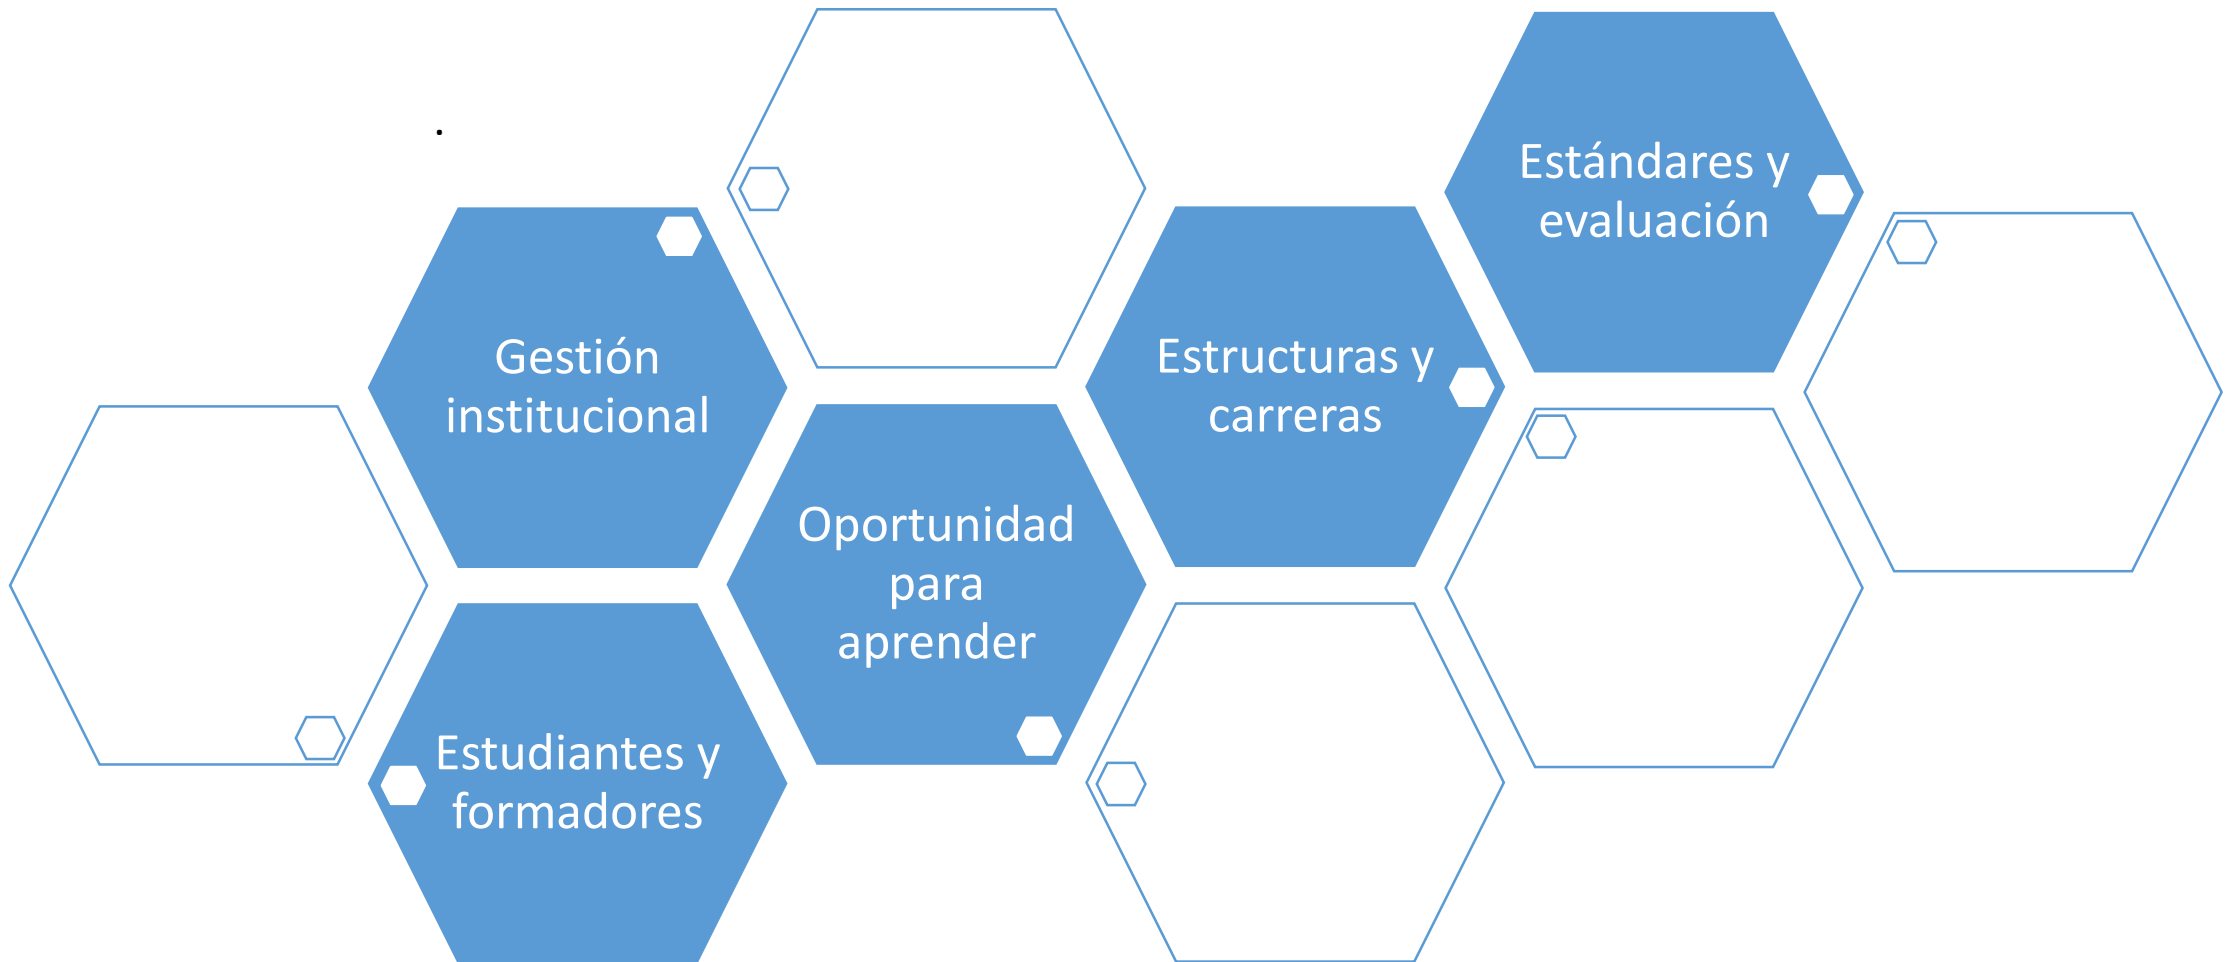 .
Estándares y
evaluación
Gestión
institucional
Estructuras y
carreras
Oportunidad
para
aprender
Estudiantes y
formadores